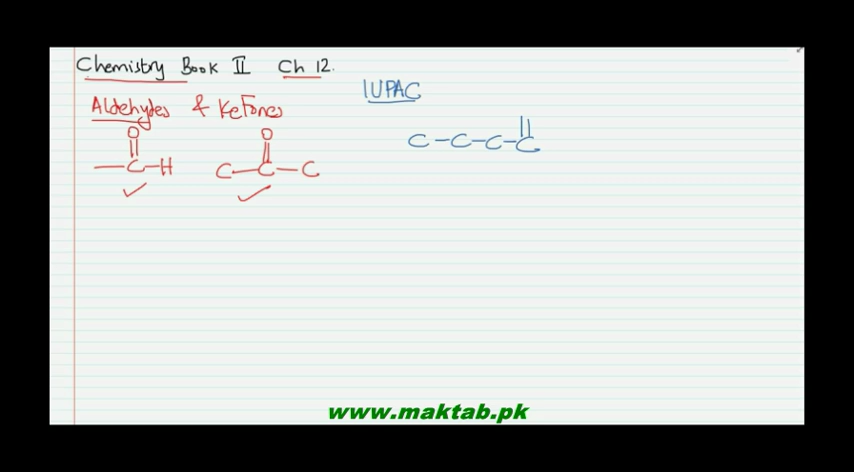 Chemistry Book II Ch 12.
Aldehydes & Ketones
O
—C—H
O
C—C—C
IUPAC
C—C—C—C
www.maktab.pk